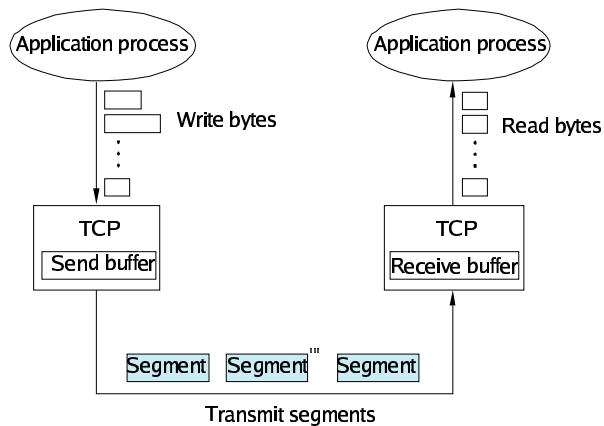 Application process
Application process
Write bytes
Read bytes
TCP
TCP
Send buffer
Receive buffer
Segment
Segment
Segment
Transmit segments